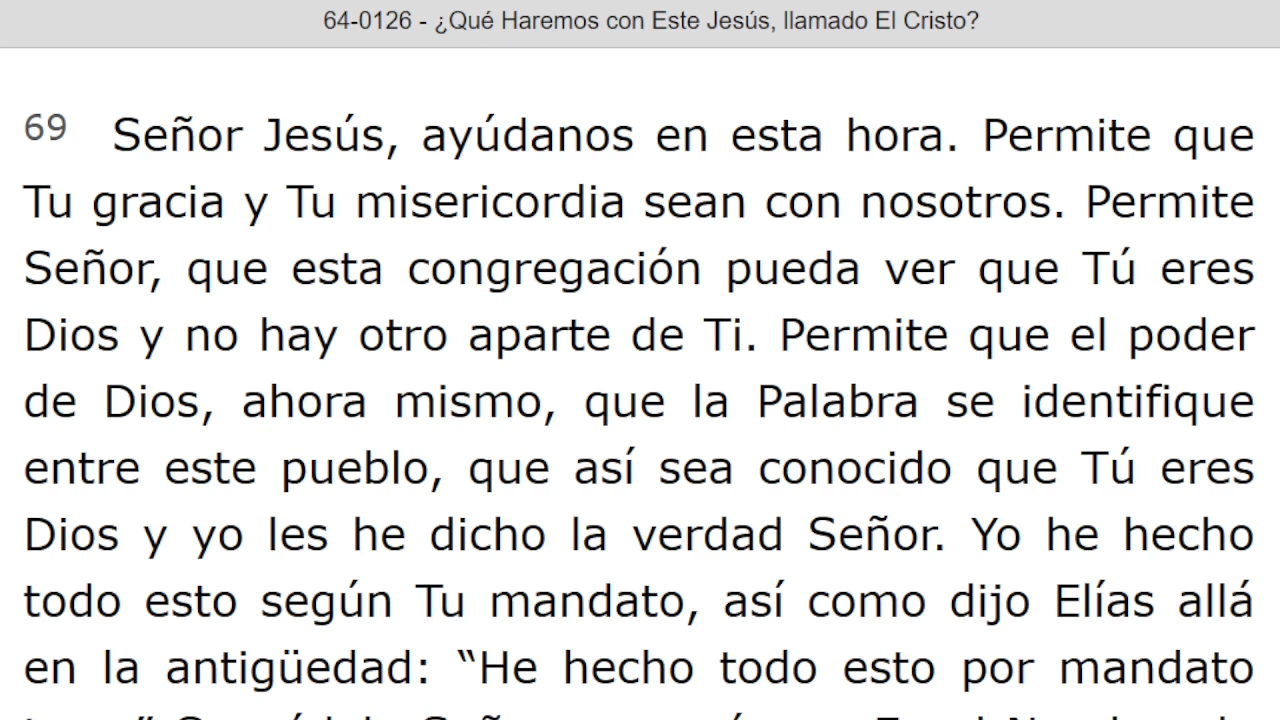 64-0126 - ¿Qué Haremos con Este Jesús, llamado El Cristo?
69 Señor Jesús, ayúdanos en esta hora. Permite que
Tu gracia y Tu misericordia sean con nosotros. Permite
Señor, que esta congregación pueda ver que Tú eres
Dios y no hay otro aparte de Ti. Permite que el poder
de Dios, ahora mismo, que la Palabra se identifique
entre este pueblo, que así sea conocido que Tú eres
Dios y yo les he dicho la verdad Señor. Yo he hecho
todo esto según Tu mandato, así como dijo Elías allá
en la antigüedad: “He hecho todo esto por mandato